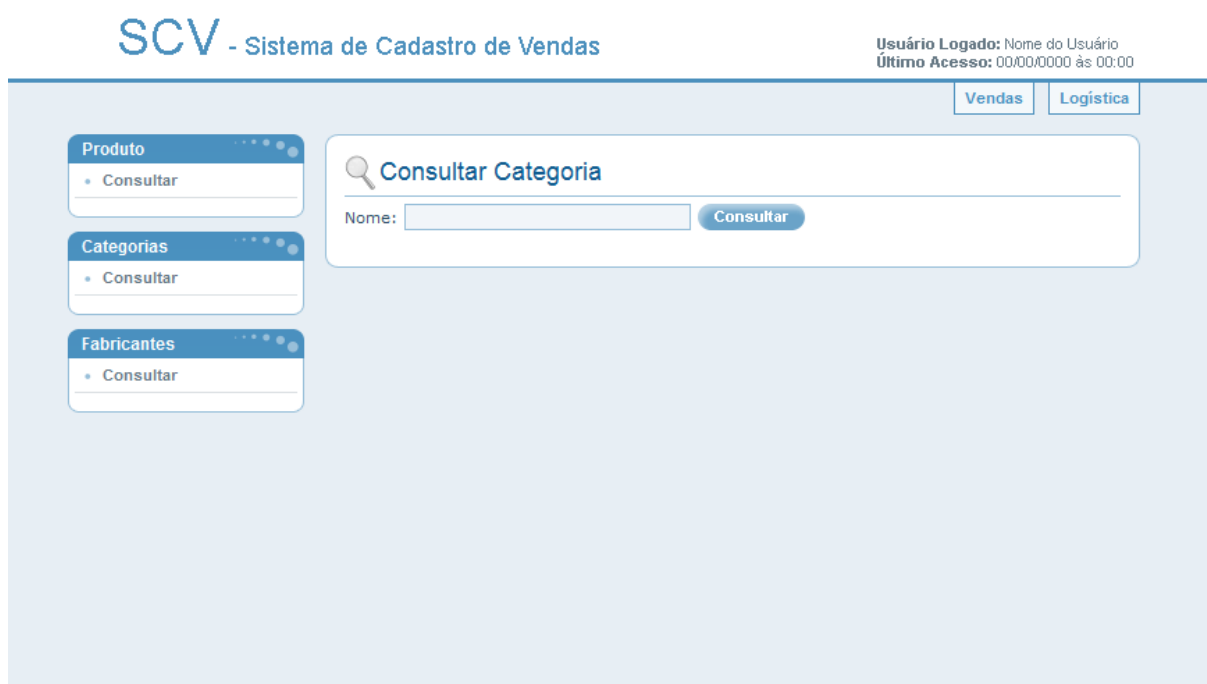 SCV - Sistema de Cadastro de Vendas
Usuário Logado: Nome do Usuário
Último Acesso: 00/00/0000 às 00:00
Vendas
Logística
Produto
Consultar
Categorias
Consultar
Fabricantes
Consultar
Consultar Categoria
Nome:
Consultar